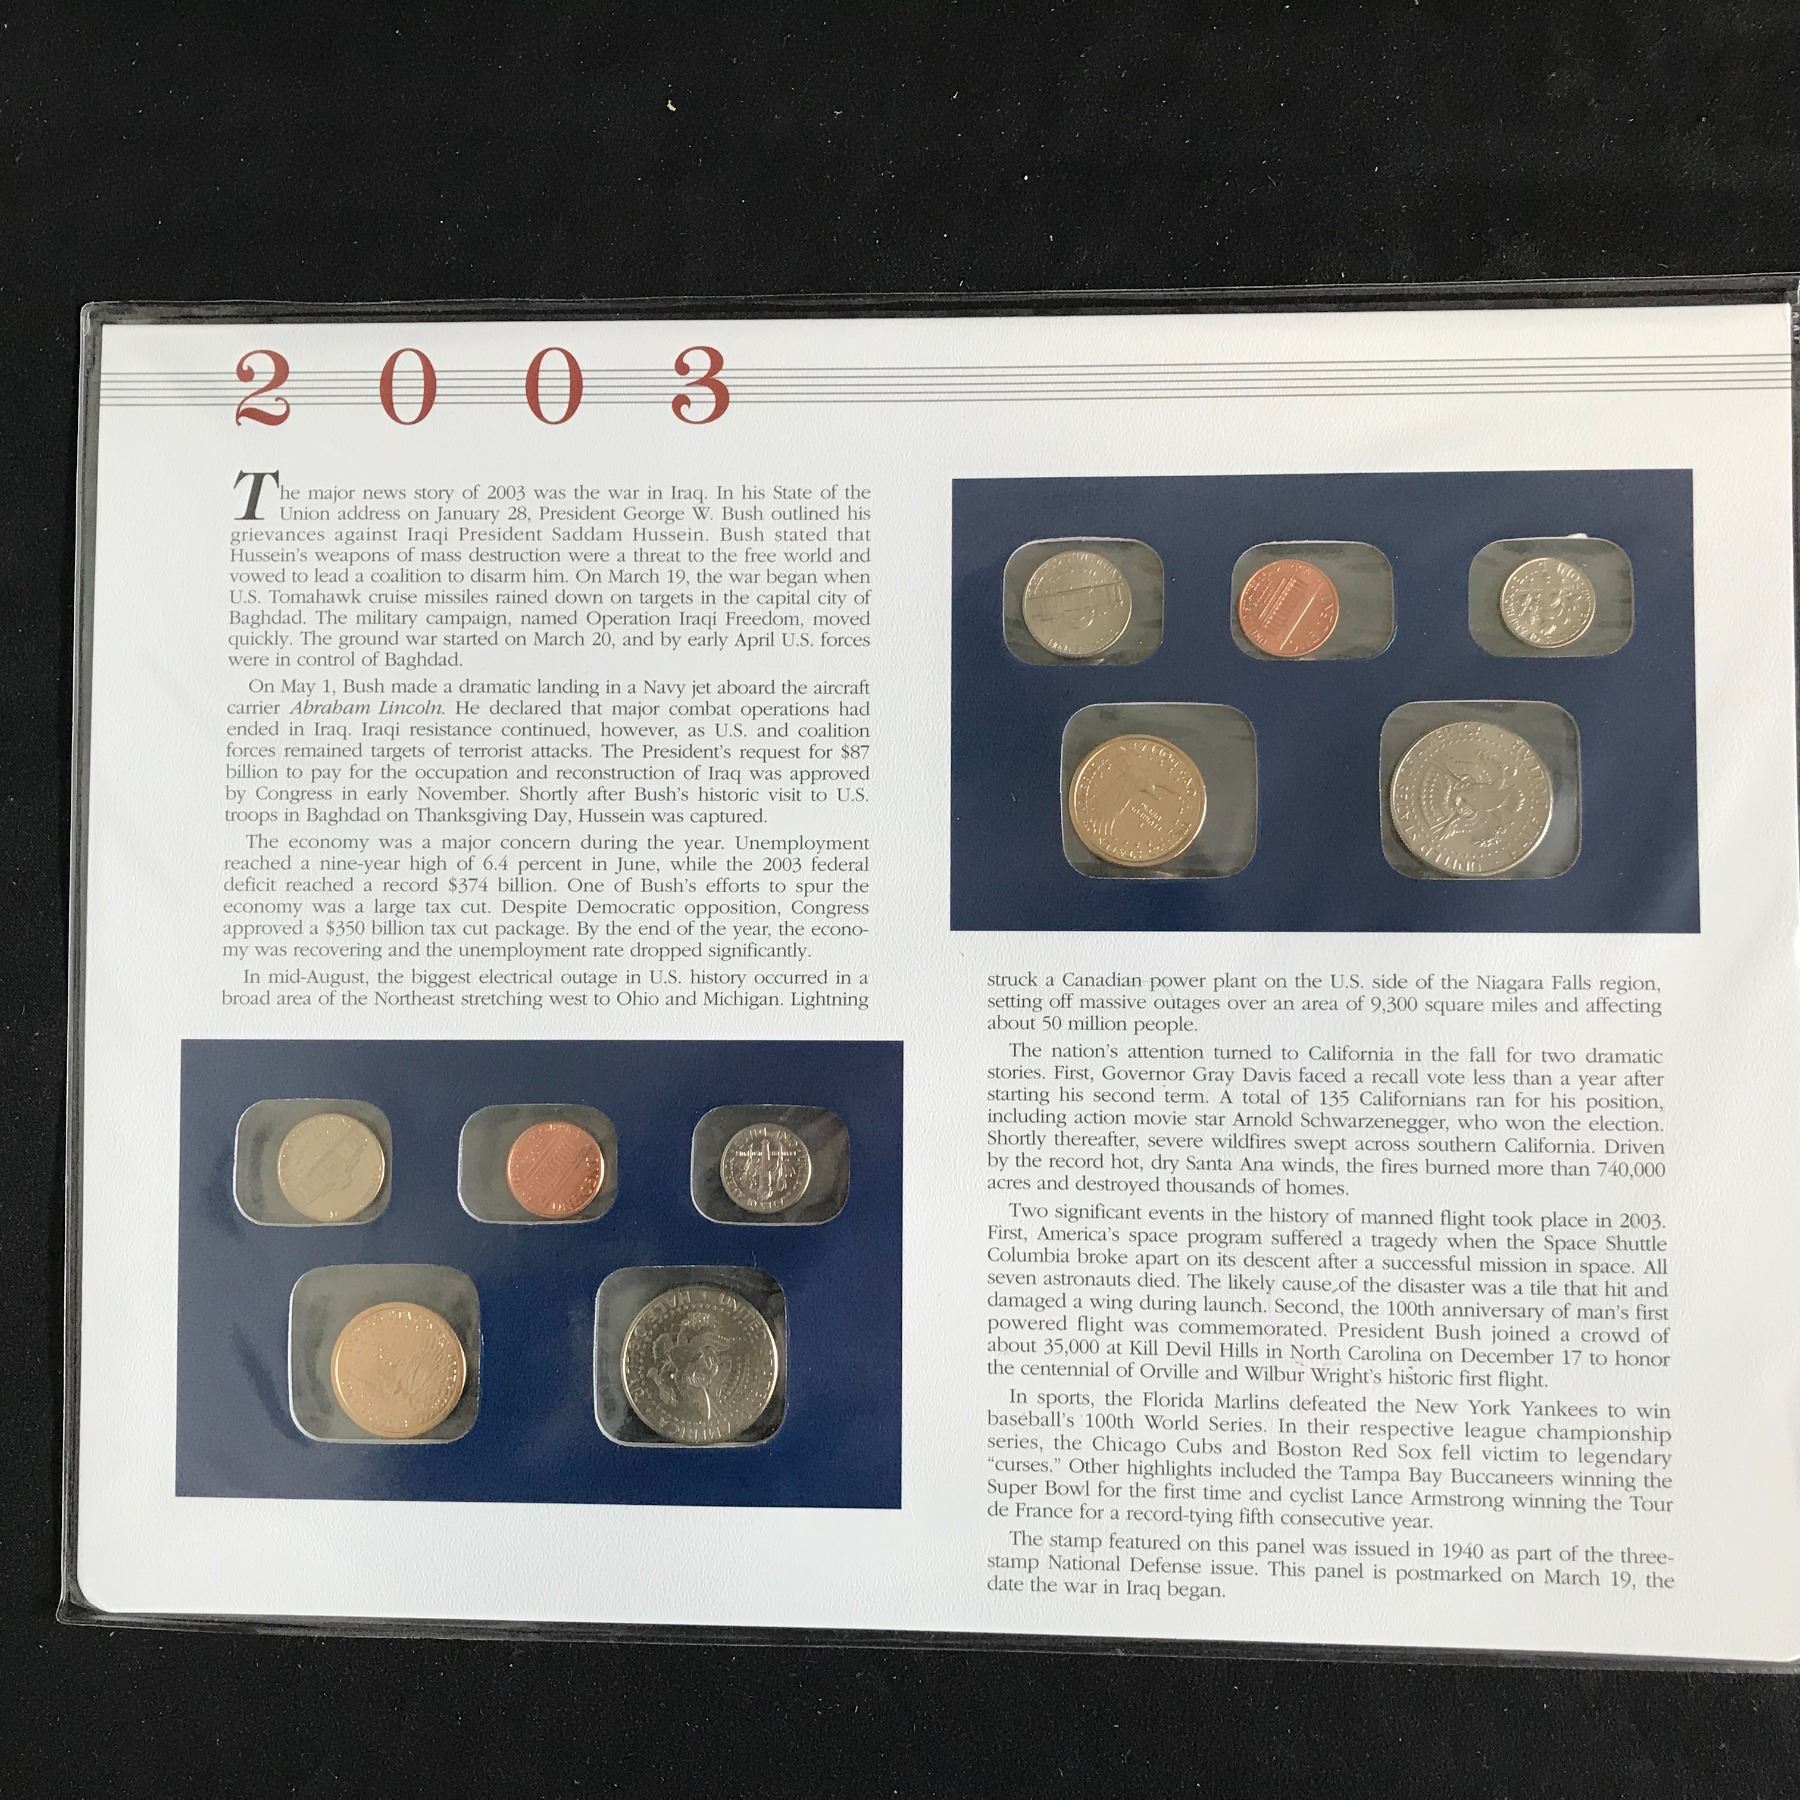 2003
The major news story of 2003 was the war in Iraq. In his State of the
Union address on January 28, President George W. Bush outlined his
grievances against Iraqi President Saddam Hussein. Bush stated that
Hussein's weapons of mass destruction were a threat to the free world and
vowed to lead a coalition to disarm him. On March 19, the war began when
U.S. Tomahawk cruise missiles rained down on targets in the capital city of
Baghdad. The military campaign, named Operation Iraqi Freedom, moved
quickly. The ground war started on March 20, and by early April U.S. forces
were in control of Baghdad.
On May 1, Bush made a dramatic landing in a Navy jet aboard the aircraft
carrier Abraham Lincoln. He declared that major combat operations had
ended in Iraq. Iraqi resistance continued, however, as U.S. and coalition
forces remained targets of terrorist attacks. The President's request for $87
billion to pay for the occupation and reconstruction of Iraq was approved
by Congress in early November. Shortly after Bush's historic visit to U.S.
troops in Baghdad on Thanksgiving Day, Hussein was captured.
The economy was a major concern during the year. Unemployment
reached a nine-year high of 6.4 percent in June, while the 2003 federal
deficit reached a record $374 billion. One of Bush's efforts to spur the
economy was a large tax cut. Despite Democratic opposition, Congress
approved a $350 billion tax cut package. By the end of the year, the econo-
my was recovering and the unemployment rate dropped significantly.
In mid-August, the biggest electrical outage in U.S. history occurred in a
broad area of the Northeast stretching west to Ohio and Michigan. Lightning
struck a Canadian power plant on the U.S. side of the Niagara Falls region,
setting off massive outages over an area of 9,300 square miles and affecting
about 50 million people.
The nation's attention turned to California in the fall for two dramatic
stories. First, Governor Gray Davis faced a recall vote less than a year after
starting his second term. A total of 135 Californians ran for his position,
including action movie star Arnold Schwarzenegger, who won the election.
Shortly thereafter, severe wildfires swept across southern California. Driven
by the record hot, dry Santa Ana winds, the fires burned more than 740,000
acres and destroyed thousands of homes.
Two significant events in the history of manned flight took place in 2003.
First, America's space program suffered a tragedy when the Space Shuttle
Columbia broke apart on its descent after a successful mission in space. All
seven astronauts died. The likely cause of the disaster was a tile that hit and
damaged a wing during launch. Second, the 100th anniversary of man's first
powered flight was commemorated. President Bush joined a crowd of
about 35,000 at Kill Devil Hills in North Carolina on December 17 to honor
the centennial of Orville and Wilbur Wright's historic first flight.
In sports, the Florida Marlins defeated the New York Yankees to win
baseball's 100th World Series. In their respective league championship
series, the Chicago Cubs and Boston Red Sox fell victim to legendary
"curses." Other highlights included the Tampa Bay Buccaneers winning the
Super Bowl for the first time and cyclist Lance Armstrong winning the Tour
de France for a record-tying fifth consecutive year.
The stamp featured on this panel was issued in 1940 as part of the three-
stamp National Defense issue. This panel is postmarked on March 19, the
date the war in Iraq began.